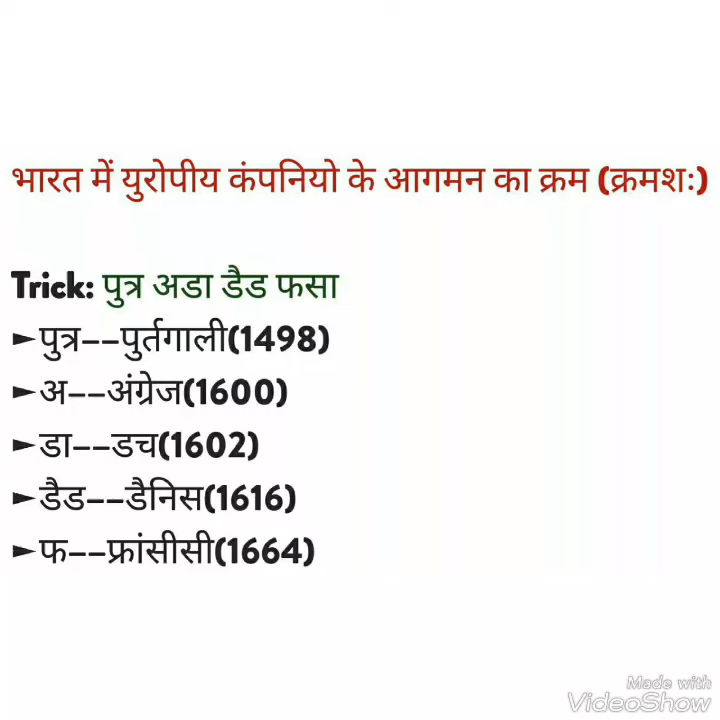 भारत में युरोपीय कंपनियो के आगमन का क्रम (क्रमशः)
Trick: पुत्र अडा डैड फसा
►पुत्र––पुर्तगाली(1498)
►अ––अंग्रेज(1600)
►डा––डच(1602)
►डैड––डैनिस(1616)
►फ––फ्रांसीसी(1664)
Made with
VideoShow